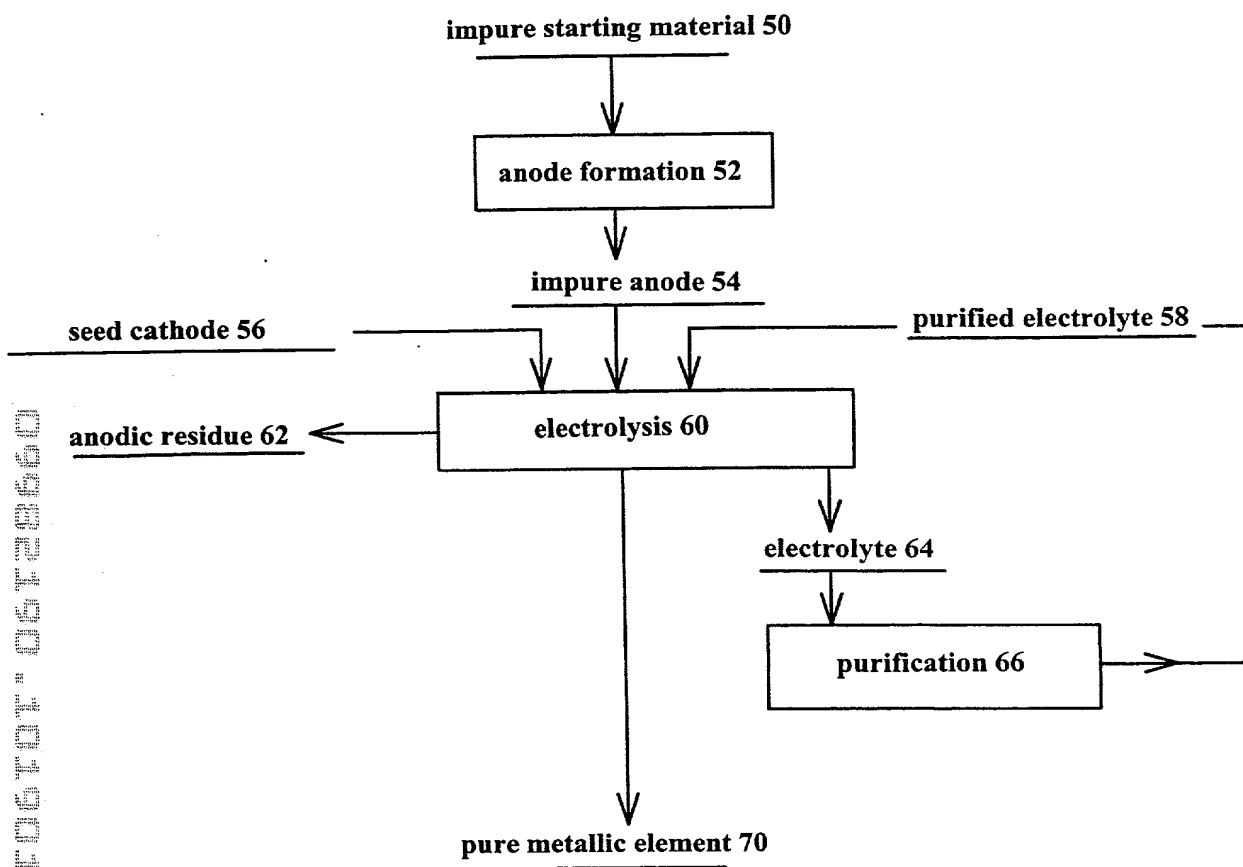 impure starting material 50
anode formation 52
impure anode 54
seed cathode 56
purified electrolyte 58
electrolysis 60
anodic residue 62
electrolyte 64
purification 66
pure metallic element 70